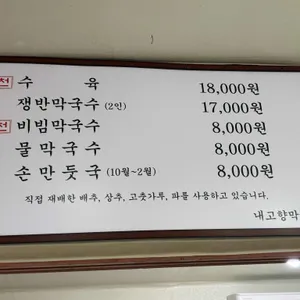 수 육 18,000원
쟁반막국수 (2인) 17,000원
비빔막국수 8,000원
물막국수 8,000원
손만둣국 (10월~2월) 8,000원
직접 재배한 배추, 상추, 고춧가루, 파를 사용하고 있습니다.
내고향막